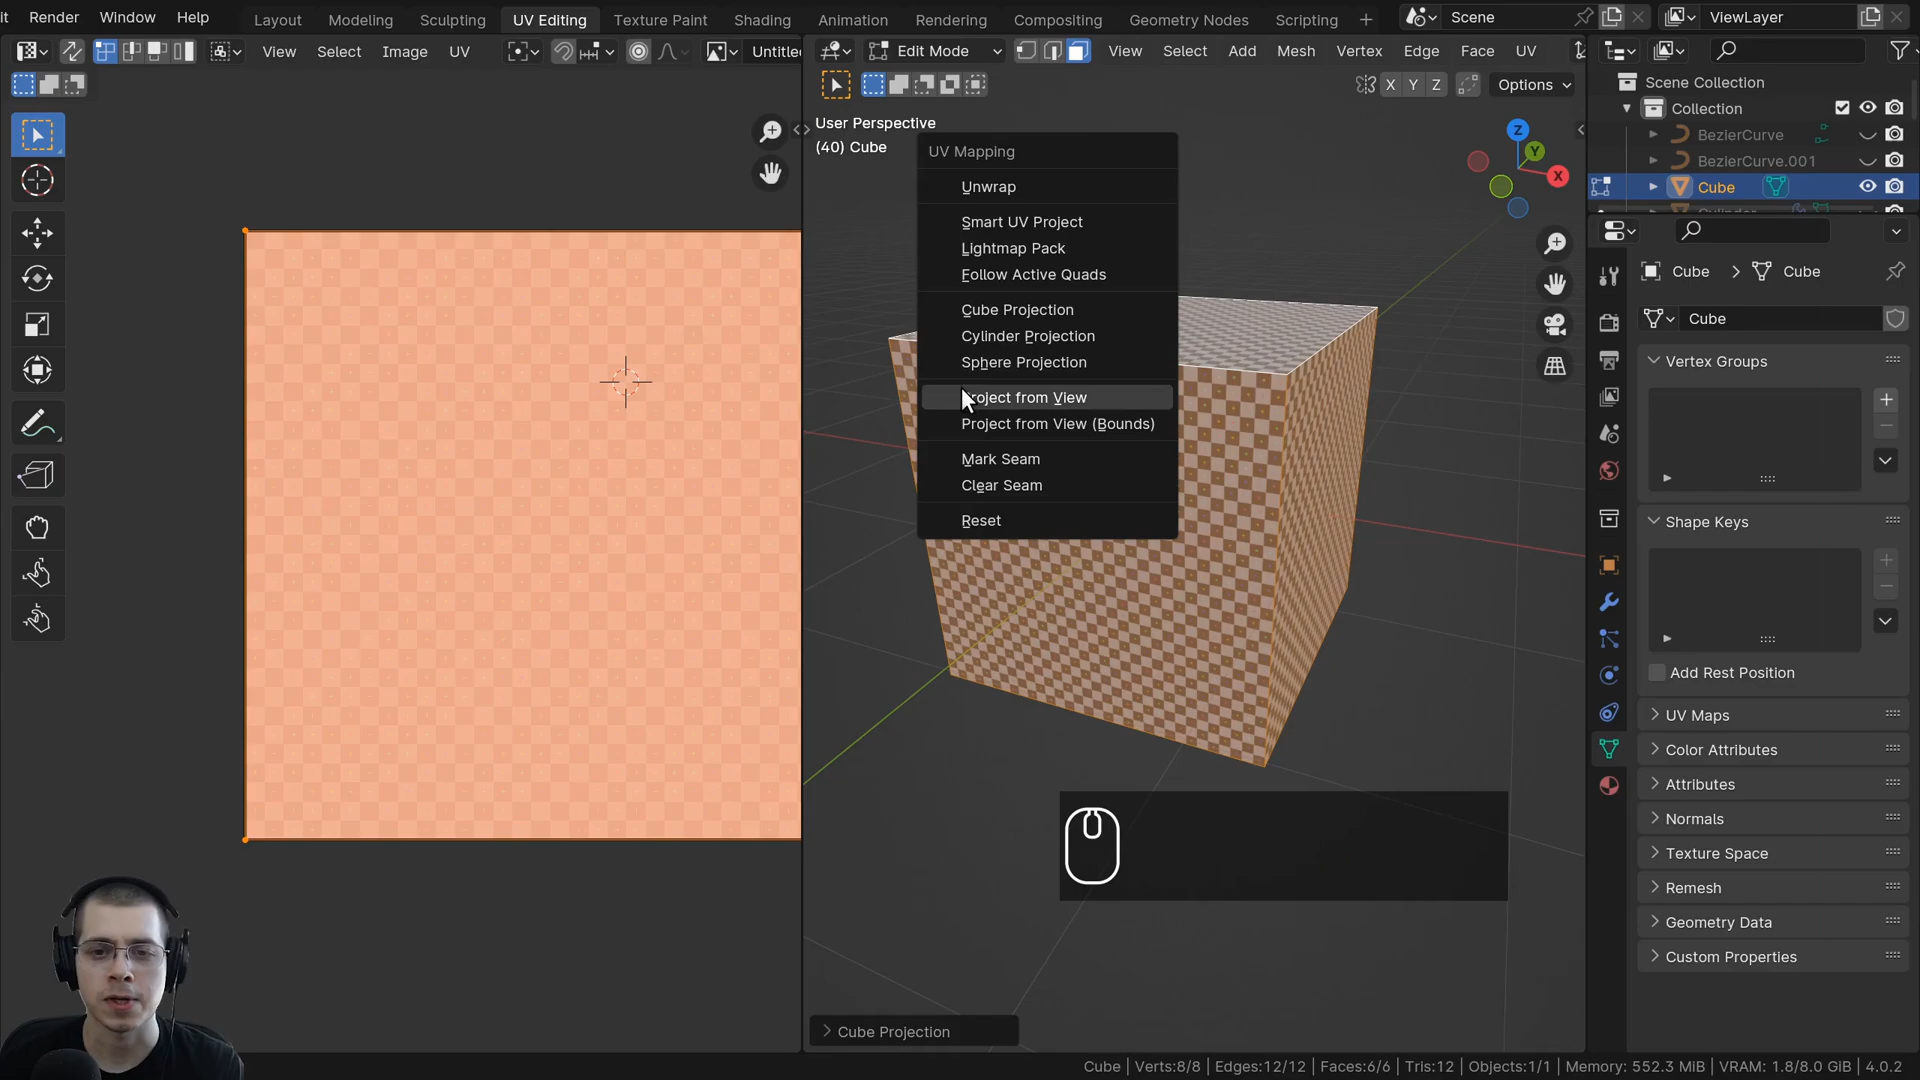 it Render Window Help Layout Modeling Sculpting UV Editing Texture Paint Shading Animation Rendering Compositing Geometry Nodes Scripting + Scene ViewLayer
View Select Image UV Untitle
Edit Mode View Select Add Mesh Vertex Edge Face UV
X Y Z Options
User Perspective
(40) Cube
Z
Y
X
UV Mapping
Unwrap
Smart UV Project
Lightmap Pack
Follow Active Quads
Cube Projection
Cylinder Projection
Sphere Projection
roject from View
Project from View (Bounds)
Mark Seam
Clear Seam
Reset
Cube Projection
Scene Collection
Collection
BezierCurve
BezierCurve.001
Cube
Cylinder
Cube > Cube
Cube
Vertex Groups
Shape Keys
Add Rest Position
UV Maps
Color Attributes
Attributes
Normals
Texture Space
Remesh
Geometry Data
Custom Properties
Cube | Verts:8/8 | Edges:12/12 | Faces:6/6 | Tris:12 | Objects:1/1 | Memory: 552.3 MiB | VRAM: 1.8/8.0 GiB | 4.0.2